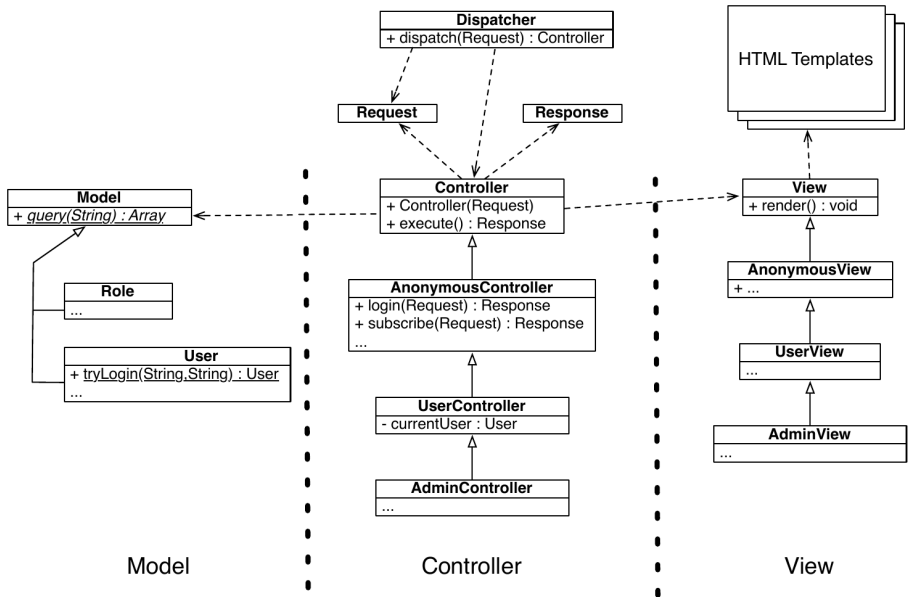 Dispatcher
+ dispatch(Request) : Controller
HTML Templates
Request
Response
Model
+ query(String) : Array
Controller
+ Controller(Request)
+ execute() : Response
View
+ render() : void
Role
...
AnonymousController
+ login(Request) : Response
+ subscribe(Request) : Response
...
AnonymousView
+ ...
User
+ tryLogin(String,String) : User
...
UserView
...
UserController
- currentUser : User
AdminView
...
AdminController
...
Model
Controller
View